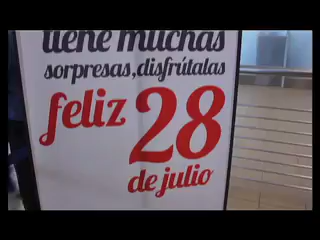 tiene muchas
sorpresas, disfrútalas
feliz 28
de julio